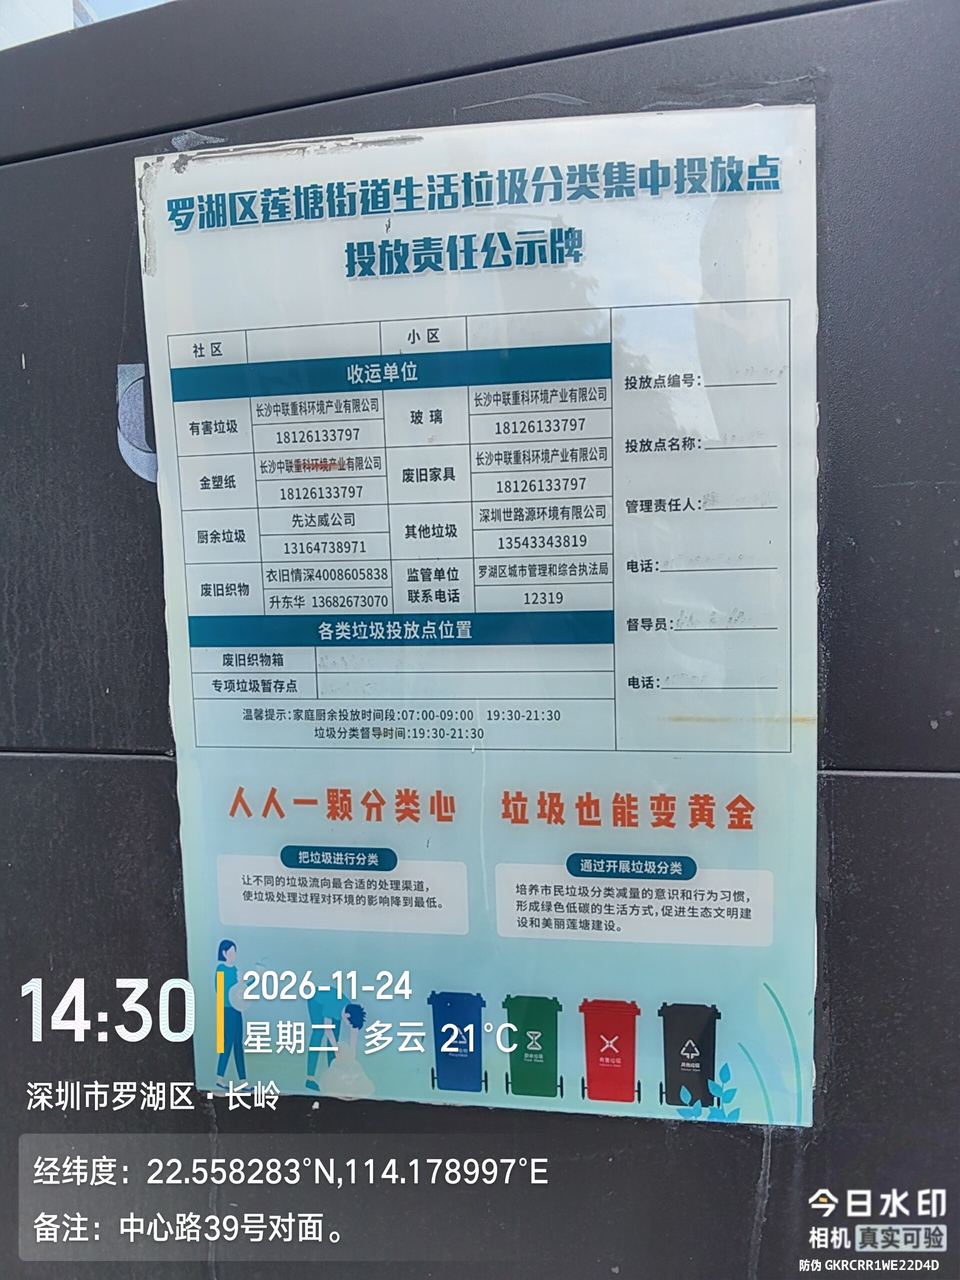 罗湖区莲塘街道生活垃圾分类集中投放点
投放责任公示牌
社区 小区
收运单位
有害垃圾 长沙中联重科环境产业有限公司 18126133797
玻璃 长沙中联重科环境产业有限公司 18126133797
金塑纸 长沙中联重科环境产业有限公司 18126133797
废旧家具 长沙中联重科环境产业有限公司 18126133797
厨余垃圾 先达威公司 13164738971
其他垃圾 深圳世路源环境有限公司 13543343819
废旧织物 衣旧情深4008605838 升东华 13682673070
监管单位联系电话 罗湖区城市管理和综合执法局 12319
各类垃圾投放点位置
废旧织物箱
专项垃圾暂存点
温馨提示:家庭厨余投放时间段:07:00-09:00 19:30-21:30
垃圾分类督导时间:19:30-21:30
投放点编号:
投放点名称:
管理责任人:
电话:
督导员:
电话:
人人一颗分类心 垃圾也能变黄金
把垃圾进行分类
让不同的垃圾流向最合适的处理渠道,
使垃圾处理过程对环境的影响降到最低。
通过开展垃圾分类
培养市民垃圾分类减量的意识和行为习惯,
形成绿色低碳的生活方式,促进生态文明建
设和美丽莲塘建设。
厨余垃圾
有害垃圾
其他垃圾
14:30
2026-11-24
星期二 多云 21°C
深圳市罗湖区·长岭
经纬度：22.558283°N,114.178997°E
备注：中心路39号对面。
今日水印
相机 真实可验
防伪 GKRCRR1WE22D4D